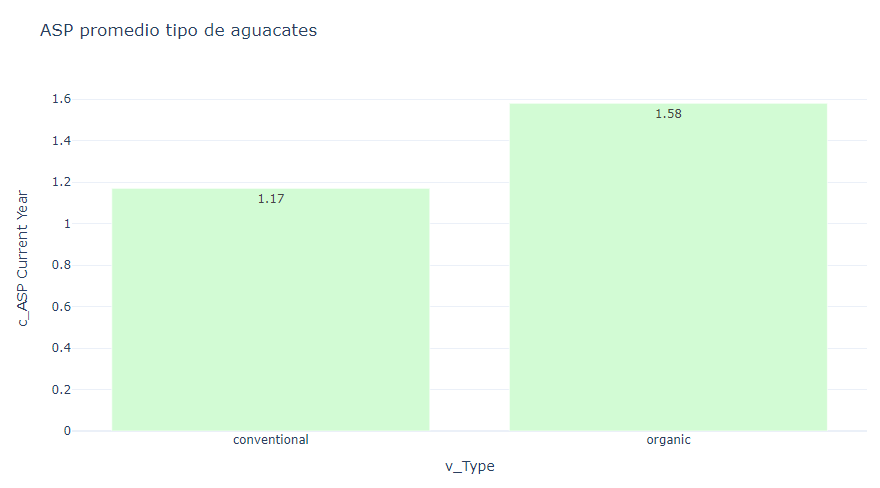 ASP promedio tipo de aguacates
c_ASP Current Year
1.6
1.4
1.2
1
0.8
0.6
0.4
0.2
0
1.17
1.58
conventional
organic
v_Type